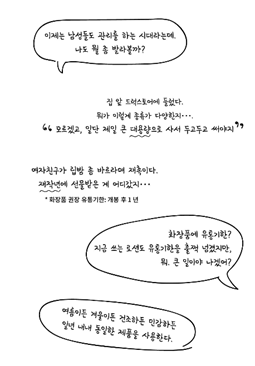 이제는 남성들도 관리를 하는 시대라는데.
나도 뭘 좀 발라볼까?
집 앞 드럭스토어에 들렀다.
뭐가 이렇게 종류가 다양한지···.
“모르겠고, 일단 제일 큰 대용량으로 사서 두고두고 써야지”
여자친구가 립밤 좀 바르라며 재촉이다.
재작년에 선물받은 게 어디갔지···
* 화장품 권장 유통기한: 개봉 후 1년
화장품에 유통기한?
지금 쓰는 로션도 유통기한을 훌쩍 넘겼지만,
뭐. 큰 일이야 나겠어?
여름이든 겨울이든 건조하든 민감하든
일년 내내 동일한 제품을 사용한다.